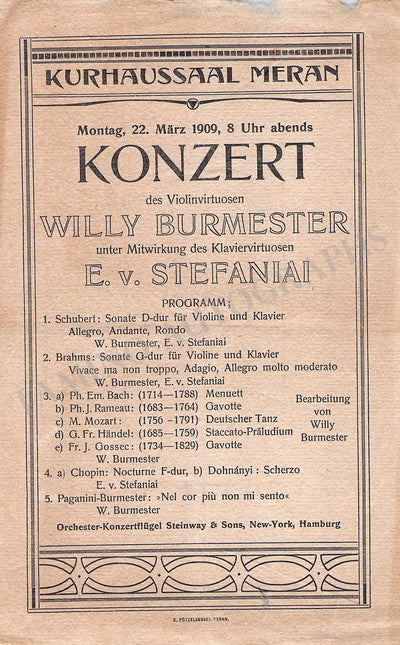 KURHAUSSAAL MERAN
Montag, 22. März 1909, 8 Uhr abends
KONZERT
des Violinvirtuosen
WILLY BURMESTER
unter Mitwirkung des Klaviervirtuosen
E. v. STEFANIAI
PROGRAMM;
1. Schubert: Sonate D-dur für Violine und Klavier
Allegro, Andante, Rondo
W. Burmester, E. v. Stefaniai
2. Brahms: Sonate G-dur für Violine und Klavier
Vivace ma non troppo, Adagio, Allegro molto moderato
W. Burmester, E. v. Stefaniai
3. a) Ph. Em. Bach: (1714—1788) Menuett
b) Ph. J. Rameau: (1683—1764) Gavotte
c) M. Mozart: (1756 -1791) Deutscher Tanz
d) G. Fr. Händel: (1685—1759) Staccato-Präludium
e) Fr. J. Gossec: (1734—1829) Gavotte
Bearbeitung
von
Willy
Burmester
W. Burmester
4. a) Chopin: Nocturne F-dur, b) Dohnányi: Scherzo
E. v. Stefaniai
5. Paganini-Burmester: »Nel cor più non mi sento«
W. Burmester
Orchester-Konzertflügel Steinway & Sons, New-York, Hamburg